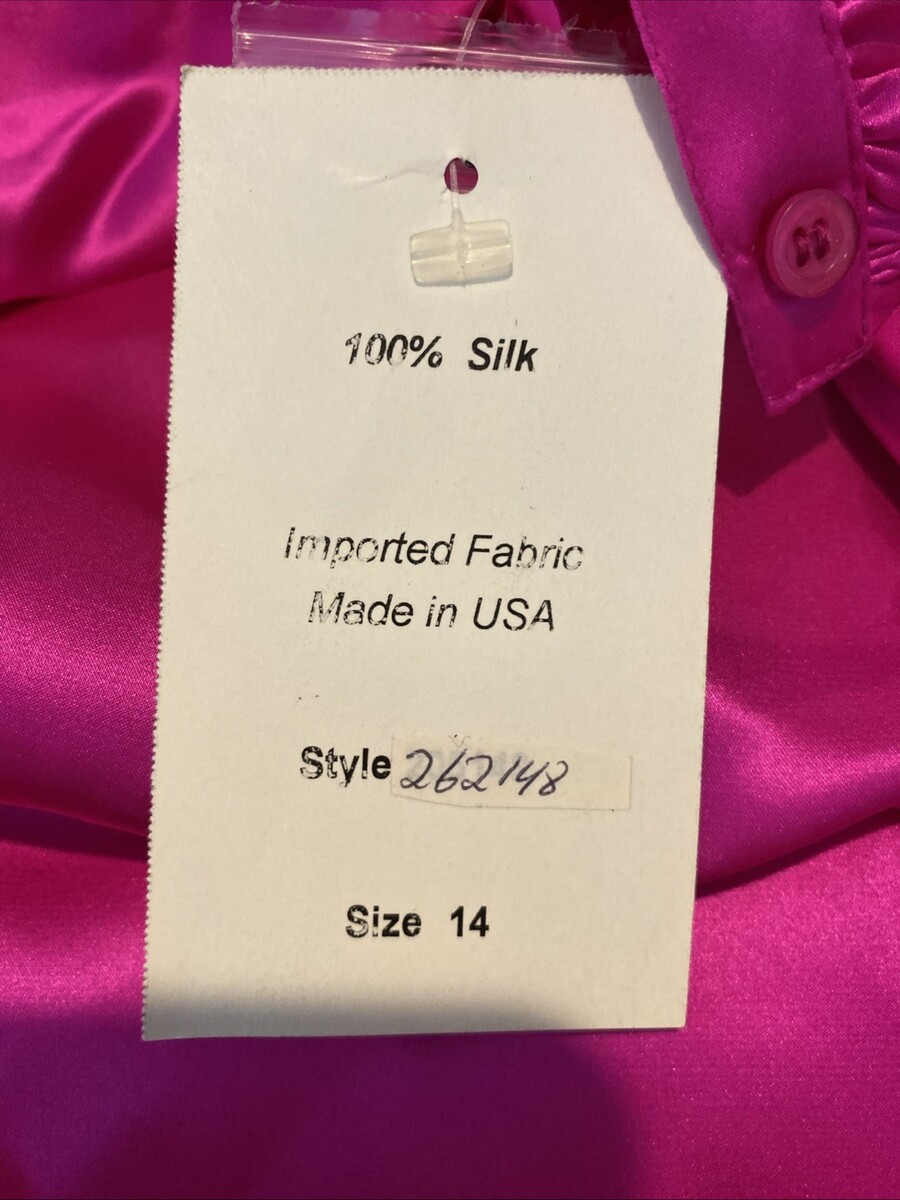 100% Silk
Imported Fabric
Made in USA
Style 262148
Size 14